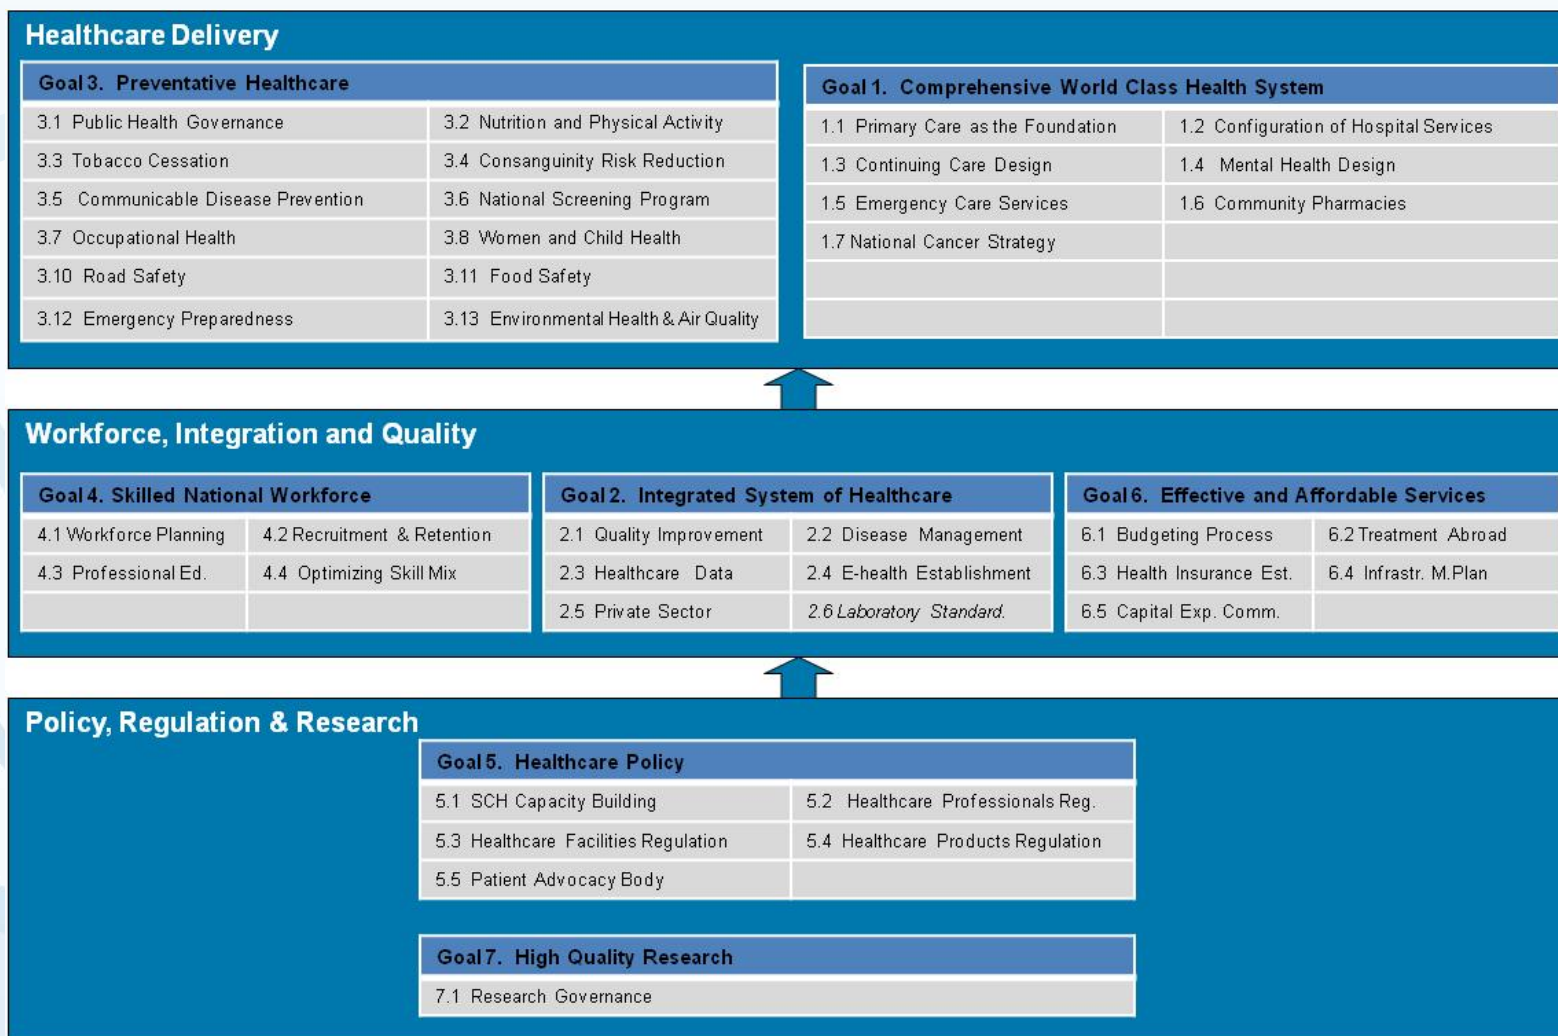 Healthcare Delivery
Goal 3. Preventative Healthcare
3.1 Public Health Governance
3.2 Nutrition and Physical Activity
3.3 Tobacco Cessation
3.4 Consanguinity Risk Reduction
3.5 Communicable Disease Prevention
3.6 National Screening Program
3.7 Occupational Health
3.8 Women and Child Health
3.10 Road Safety
3.11 Food Safety
3.12 Emergency Preparedness
3.13 Environmental Health & Air Quality
Goal 1. Comprehensive World Class Health System
1.1 Primary Care as the Foundation
1.2 Configuration of Hospital Services
1.3 Continuing Care Design
1.4 Mental Health Design
1.5 Emergency Care Services
1.6 Community Pharmacies
1.7 National Cancer Strategy
Workforce, Integration and Quality
Goal 4. Skilled National Workforce
4.1 Workforce Planning
4.2 Recruitment & Retention
4.3 Professional Ed.
4.4 Optimizing Skill Mix
Goal 2. Integrated System of Healthcare
2.1 Quality Improvement
2.2 Disease Management
2.3 Healthcare Data
2.4 E-health Establishment
2.5 Private Sector
2.6 Laboratory Standard.
Goal 6. Effective and Affordable Services
6.1 Budgeting Process
6.2 Treatment Abroad
6.3 Health Insurance Est.
6.4 Infrastr. M.Plan
6.5 Capital Exp. Comm.
Policy, Regulation & Research
Goal 5. Healthcare Policy
5.1 SCH Capacity Building
5.2 Healthcare Professionals Reg.
5.3 Healthcare Facilities Regulation
5.4 Healthcare Products Regulation
5.5 Patient Advocacy Body
Goal 7. High Quality Research
7.1 Research Governance